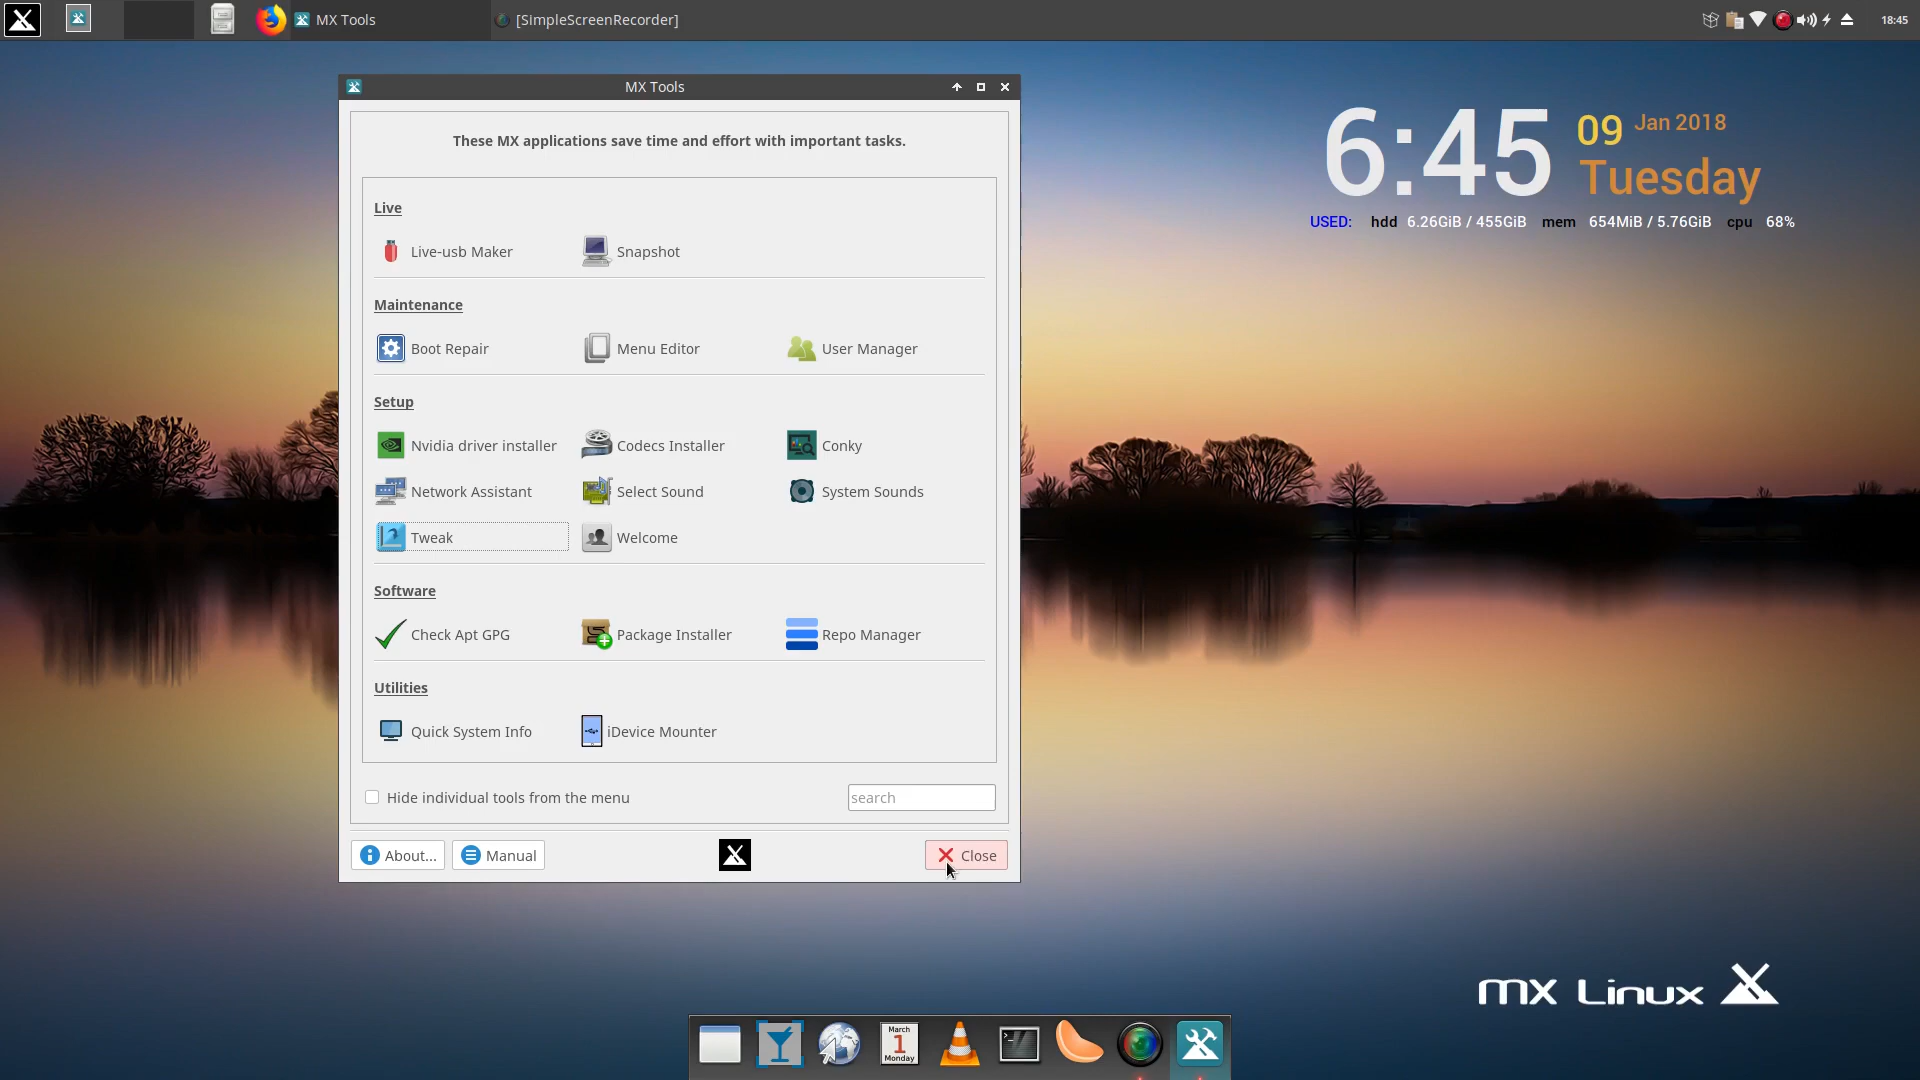 MX Tools
[SimpleScreenRecorder]
18:45
MX Tools
These MX applications save time and effort with important tasks.
Live
Live-usb Maker
Snapshot
Maintenance
Boot Repair
Menu Editor
User Manager
Setup
Nvidia driver installer
Codecs Installer
Conky
Network Assistant
Select Sound
System Sounds
Tweak
Welcome
Software
Check Apt GPG
Package Installer
Repo Manager
Utilities
Quick System Info
iDevice Mounter
Hide individual tools from the menu
search
About...
Manual
Close
6:45
09 Jan 2018
Tuesday
USED: hdd 6.26GiB / 455GiB mem 654MiB / 5.76GiB cpu 68%
mx Linux
March
1
Monday